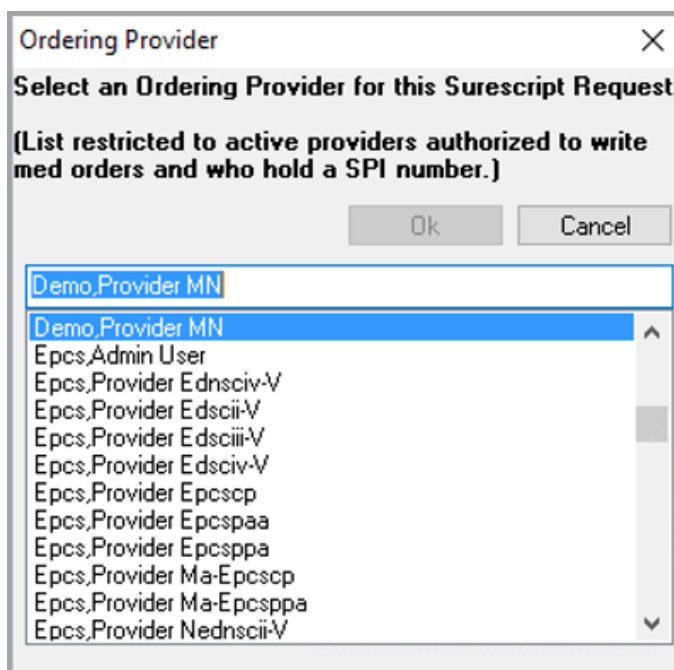 Ordering Provider
Select an Ordering Provider for this Surescript Request.
(List restricted to active providers authorized to write
med orders and who hold a SPI number.)
Ok Cancel
Demo,Provider MN
Demo,Provider MN
Epcs,Admin User
Epcs,Provider Ednsciv-V
Epcs,Provider Edscii-V
Epcs,Provider Edsciii-V
Epcs,Provider Edsciv-V
Epcs,Provider Epcscp
Epcs,Provider Epcspaa
Epcs,Provider Epcsppa
Epcs,Provider Ma-Epcscp
Epcs,Provider Ma-Epcsppa
Epcs,Provider Nednscii-V